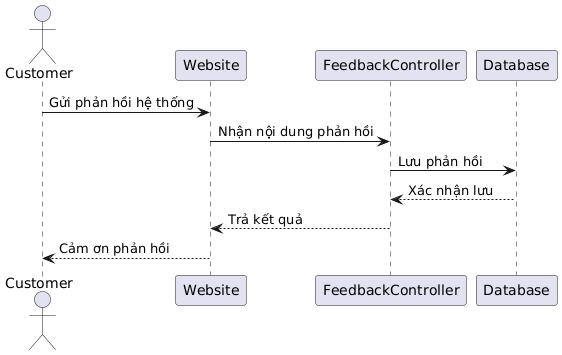 Customer
Website
FeedbackController
Database
Gửi phản hồi hệ thống
Nhận nội dung phản hồi
Lưu phản hồi
Xác nhận lưu
Trả kết quả
Cảm ơn phản hồi
Customer
Website
FeedbackController
Database